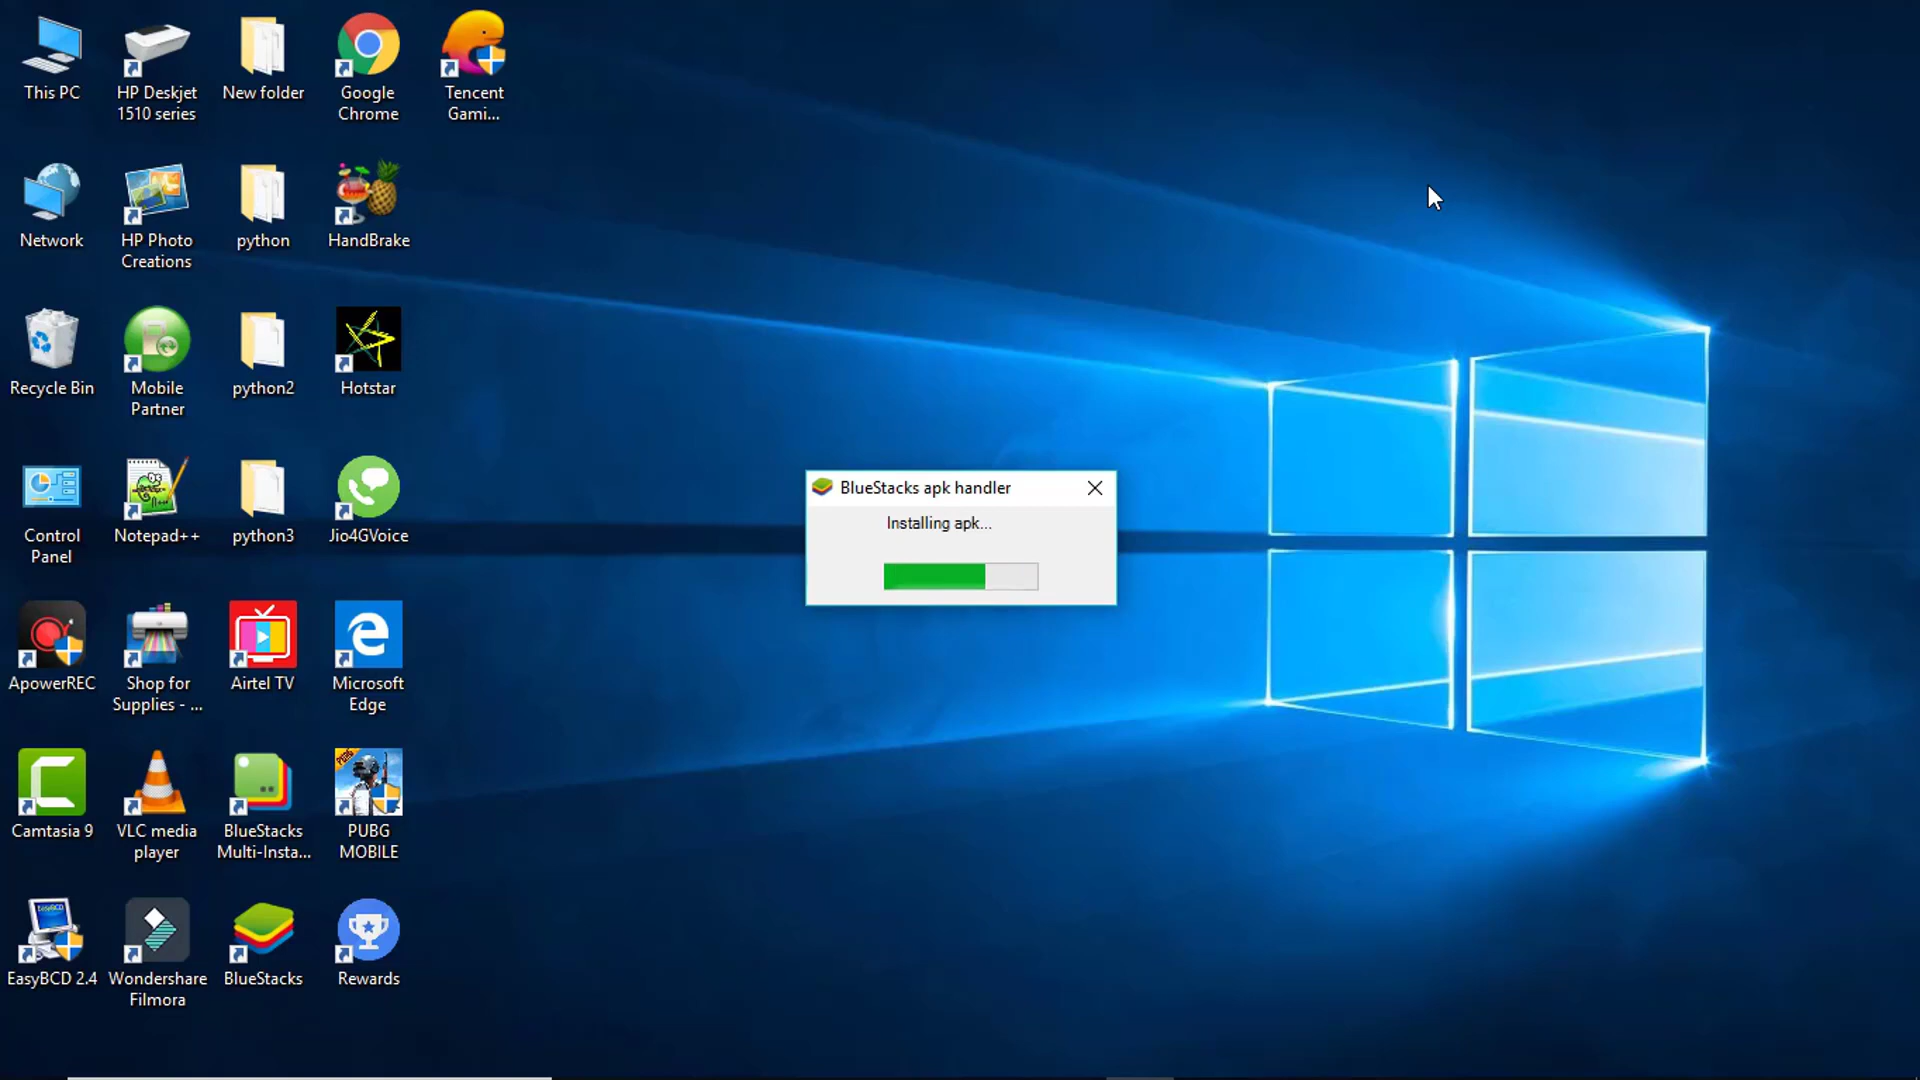 This PC
HP Deskjet
1510 series
New folder
Google
Chrome
Tencent
Gami...
Network
HP Photo
Creations
python
HandBrake
Recycle Bin
Mobile
Partner
python2
Hotstar
Control
Panel
Notepad++
python3
Jio4GVoice
BlueStacks apk handler
Installing apk...
ApowerREC
Shop for
Supplies - ...
Airtel TV
Microsoft
Edge
Camtasia 9
VLC media
player
BlueStacks
Multi-Insta...
PUBG
PUBG
MOBILE
EasyBCD
EasyBCD 2.4
Wondershare
Filmora
BlueStacks
Rewards